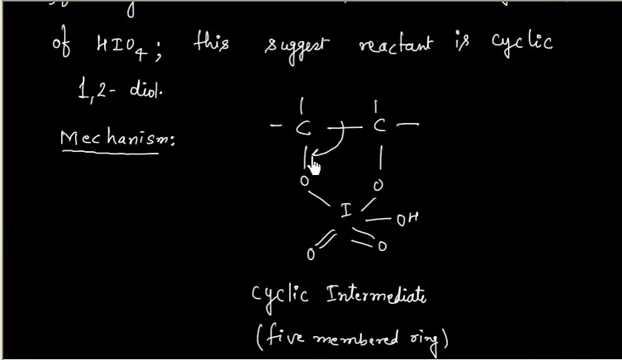 of HIO4; this suggest reactant is cyclic
1,2- diol.
Mechanism:
C C
O O
I OH
O O
Cyclic Intermediate
(five membered ring)